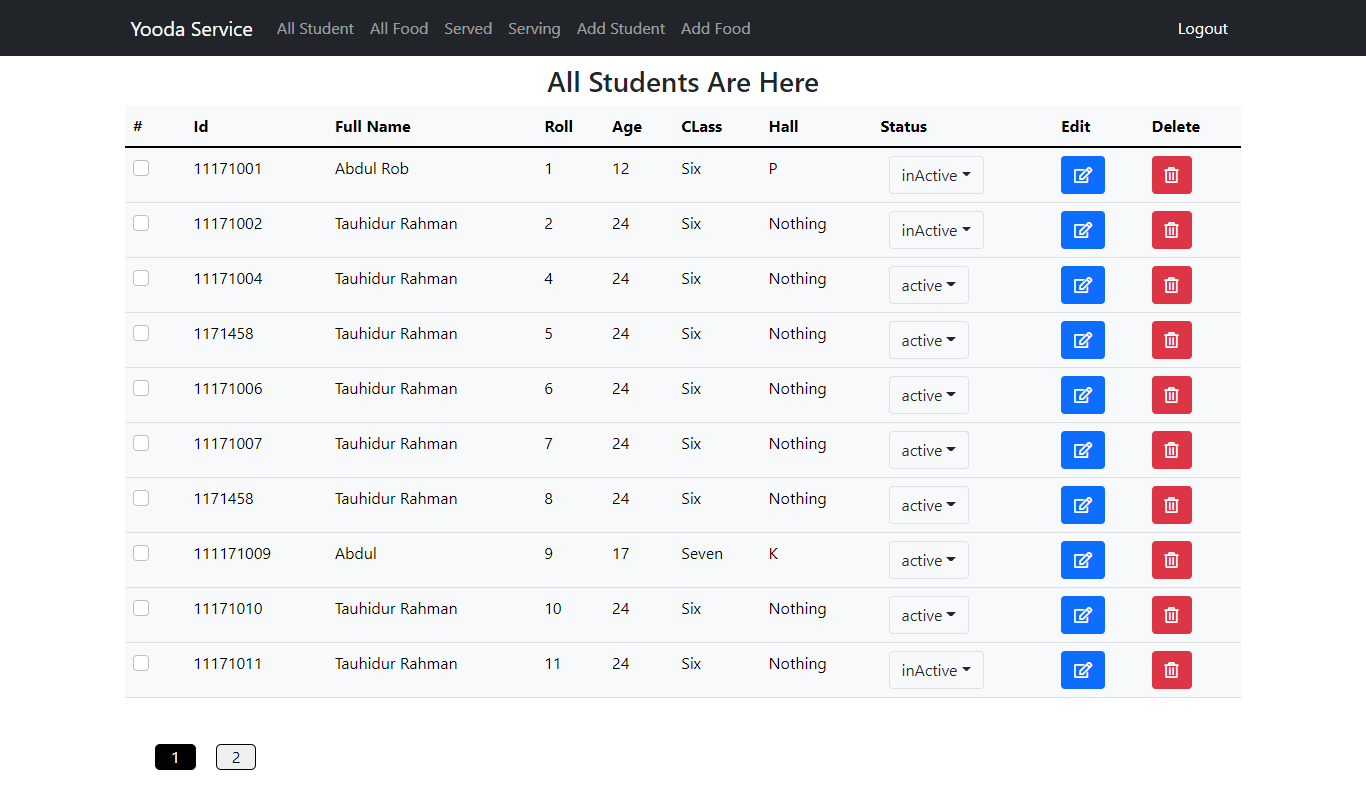 Yooda Service All Student All Food Served Serving Add Student Add Food Logout
All Students Are Here
# Id Full Name Roll Age CLass Hall Status Edit Delete
11171001 Abdul Rob 1 12 Six P inActive
11171002 Tauhidur Rahman 2 24 Six Nothing inActive
11171004 Tauhidur Rahman 4 24 Six Nothing active
1171458 Tauhidur Rahman 5 24 Six Nothing active
11171006 Tauhidur Rahman 6 24 Six Nothing active
11171007 Tauhidur Rahman 7 24 Six Nothing active
1171458 Tauhidur Rahman 8 24 Six Nothing active
111171009 Abdul 9 17 Seven K active
11171010 Tauhidur Rahman 10 24 Six Nothing active
11171011 Tauhidur Rahman 11 24 Six Nothing inActive
1 2